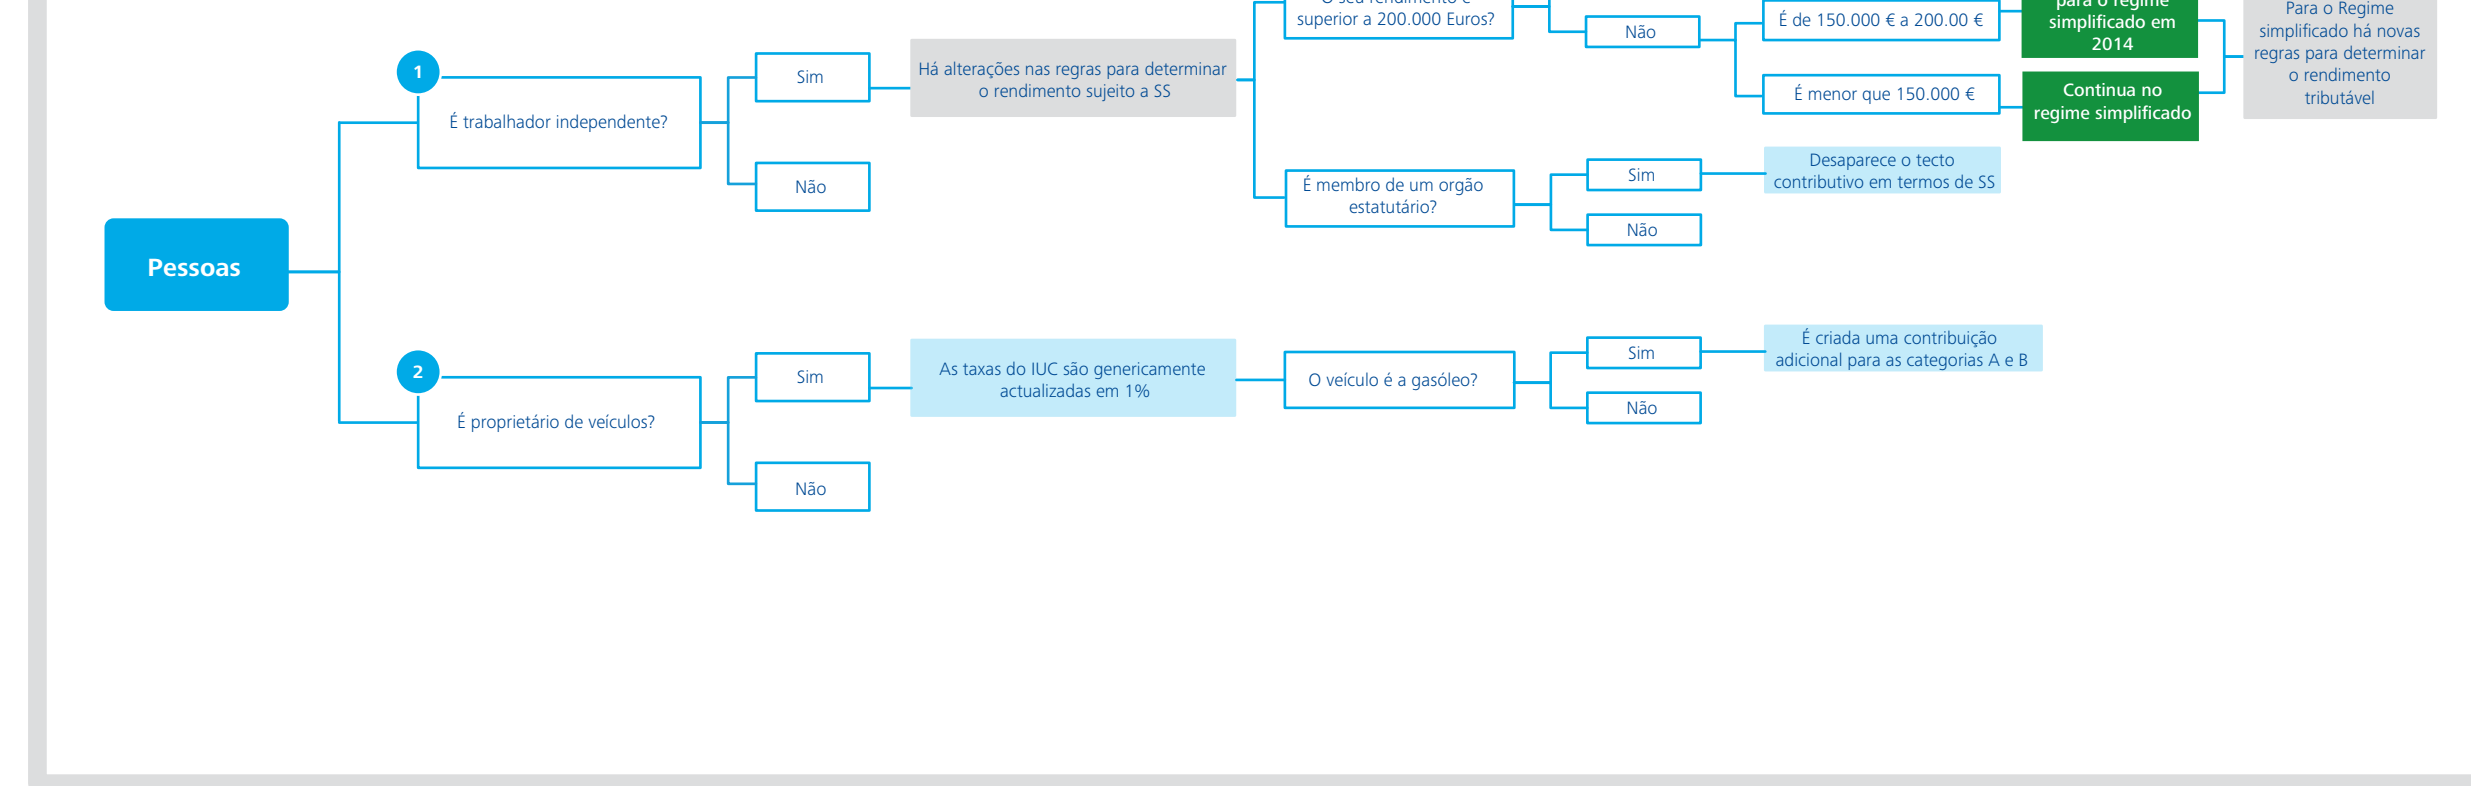 O seu rendimento é
superior a 200.000 Euros?
Não
É de 150.000 € a 200.00 €
para o regime
simplificado em
2014
Para o Regime
simplificado há novas
regras para determinar
o rendimento
tributável
1
É trabalhador independente?
Sim
Há alterações nas regras para determinar
o rendimento sujeito a SS
É menor que 150.000 €
Continua no
regime simplificado
Não
É membro de um orgão
estatutário?
Sim
Desaparece o tecto
contributivo em termos de SS
Não
Pessoas
2
É proprietário de veículos?
Sim
As taxas do IUC são genericamente
actualizadas em 1%
O veículo é a gasóleo?
Sim
É criada uma contribuição
adicional para as categorias A e B
Não
Não